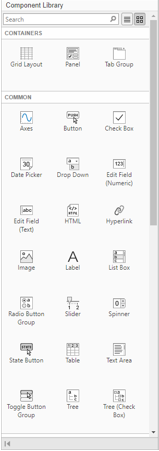 Component Library
Search
CONTAINERS
Grid Layout
Panel
Tab Group
COMMON
Axes
Button
Check Box
Date Picker
Drop Down
Edit Field
(Numeric)
Edit Field
(Text)
HTML
Hyperlink
Image
Label
List Box
Radio Button
Group
Slider
Spinner
State Button
Table
Text Area
Toggle Button
Group
Tree
Tree (Check
Box)